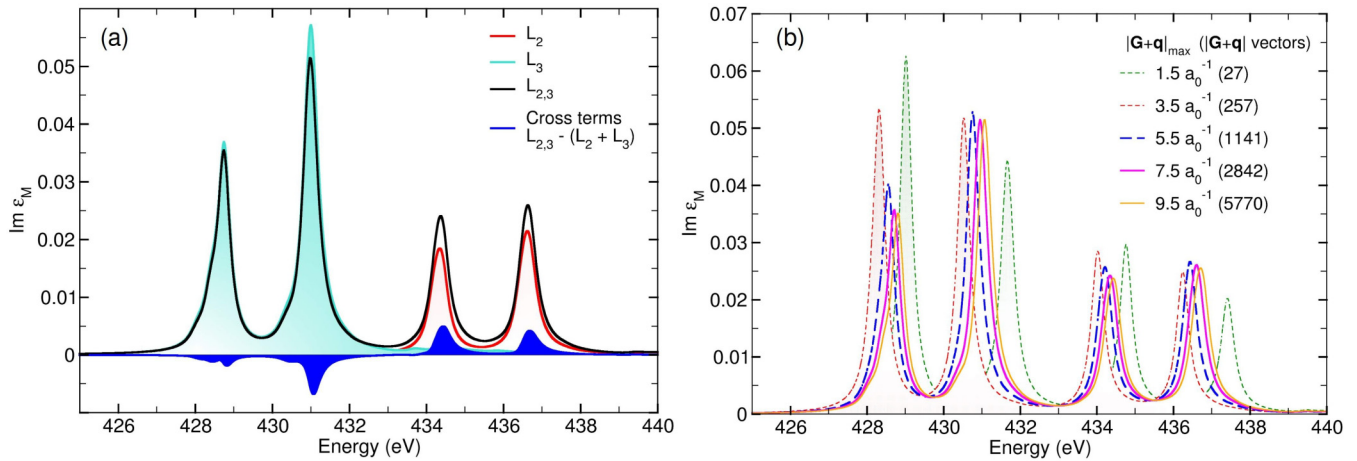 (a)
L2
L3
L2,3
Cross terms
L2,3 - (L2 + L3)
0.05
0.04
0.03
0.02
0.01
0
Im εM
426 428 430 432 434 436 438 440
Energy (eV)
(b)
|G+q|max (|G+q| vectors)
1.5 a0^-1 (27)
3.5 a0^-1 (257)
5.5 a0^-1 (1141)
7.5 a0^-1 (2842)
9.5 a0^-1 (5770)
0.07
0.06
0.05
0.04
0.03
0.02
0.01
0
Im εM
426 428 430 432 434 436 438 440
Energy (eV)